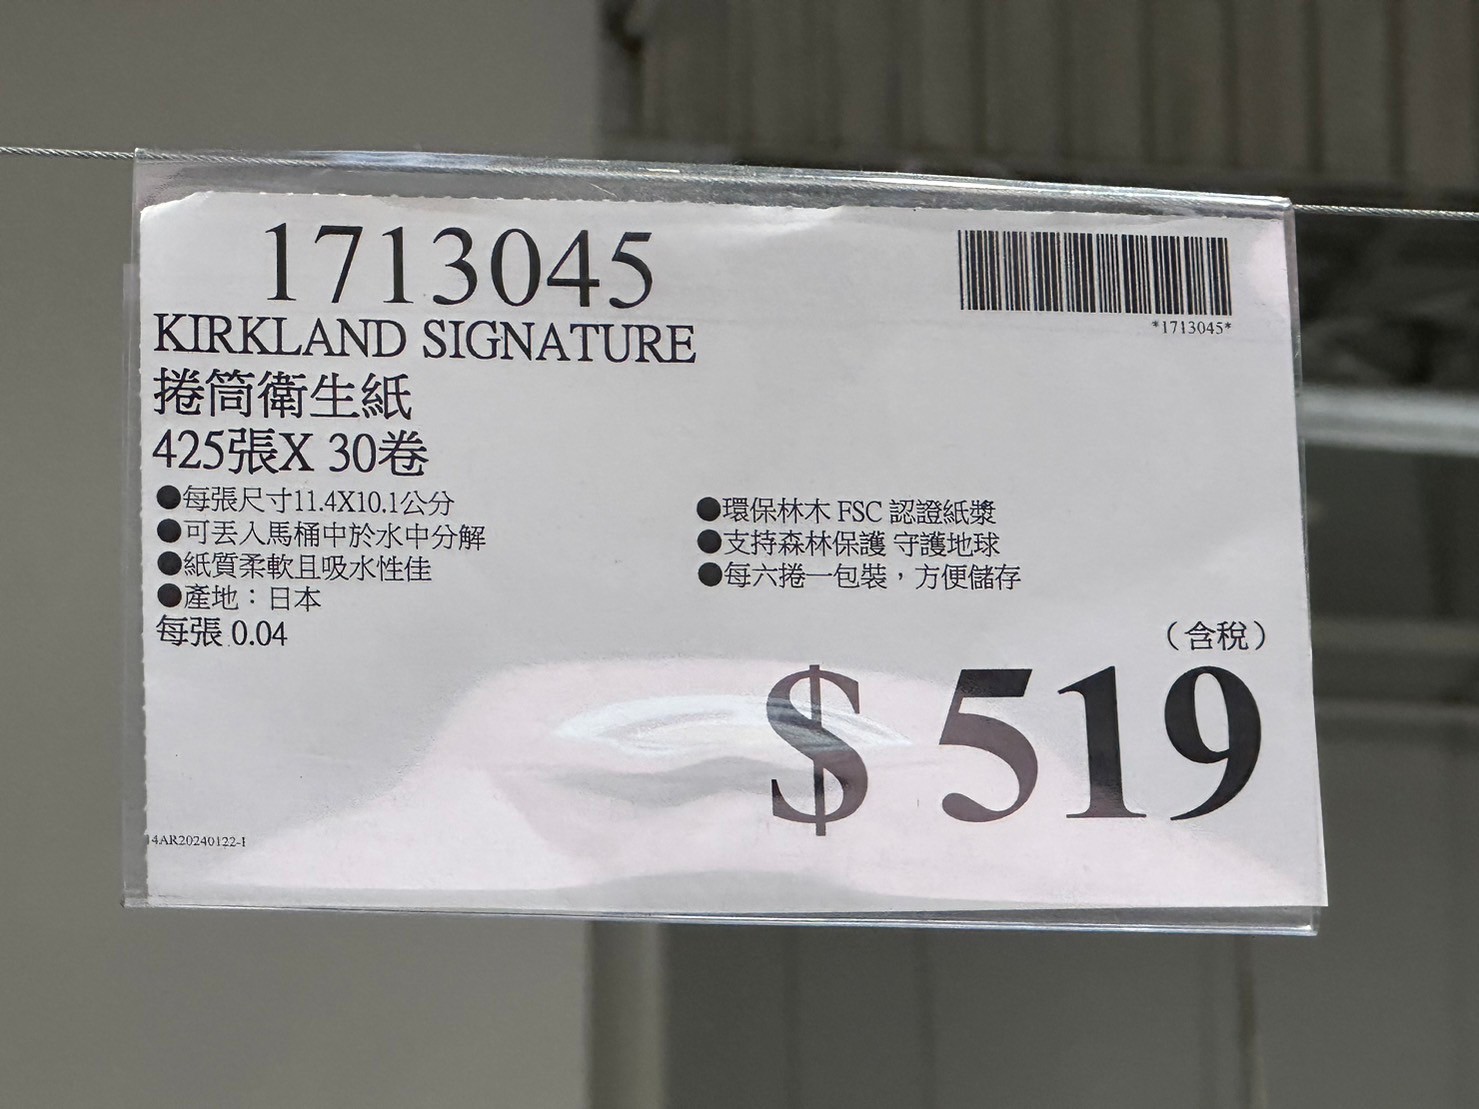 1713045
*1713045*
KIRKLAND SIGNATURE
捲筒衛生紙
425張X 30卷
●每張尺寸11.4X10.1公分
●可丟入馬桶中於水中分解
●紙質柔軟且吸水性佳
●產地：日本
每張 0.04
●環保林木 FSC 認證紙漿
●支持森林保護 守護地球
●每六捲一包裝，方便儲存
（含稅）
$ 519
14AR20240122-1